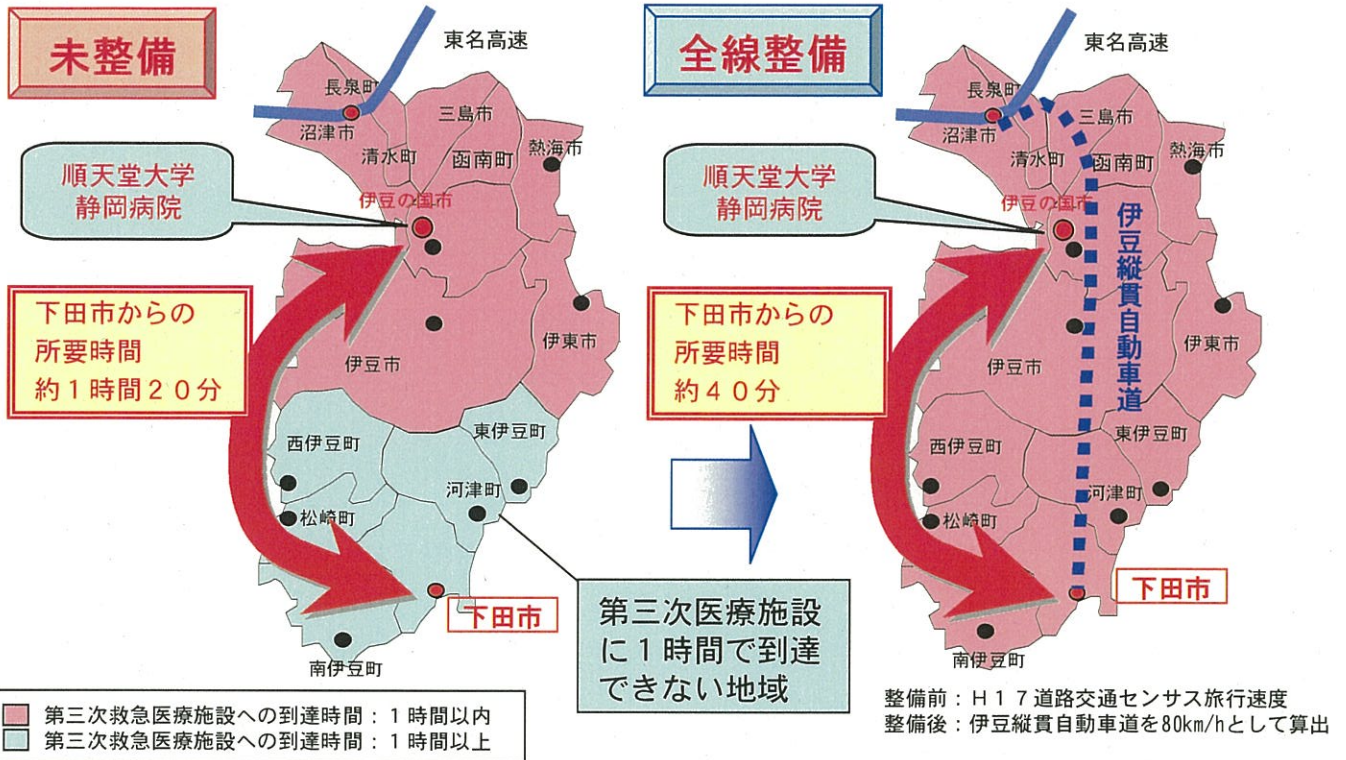 未整備
東名高速
長泉町
沼津市
三島市
清水町
函南町
熱海市
順天堂大学
静岡病院
伊豆の国市
下田市からの
所要時間
約1時間20分
伊豆市
伊東市
西伊豆町
東伊豆町
河津町
松崎町
下田市
南伊豆町
第三次医療施設
に1時間で到達
できない地域
第三次救急医療施設への到達時間：1時間以内
第三次救急医療施設への到達時間：1時間以上
全線整備
東名高速
長泉町
沼津市
三島市
清水町
函南町
熱海市
順天堂大学
静岡病院
伊豆の国市
伊豆縦貫自動車道
下田市からの
所要時間
約40分
伊豆市
伊東市
西伊豆町
東伊豆町
河津町
松崎町
下田市
南伊豆町
整備前：H17道路交通センサス旅行速度
整備後：伊豆縦貫自動車道を80km/hとして算出